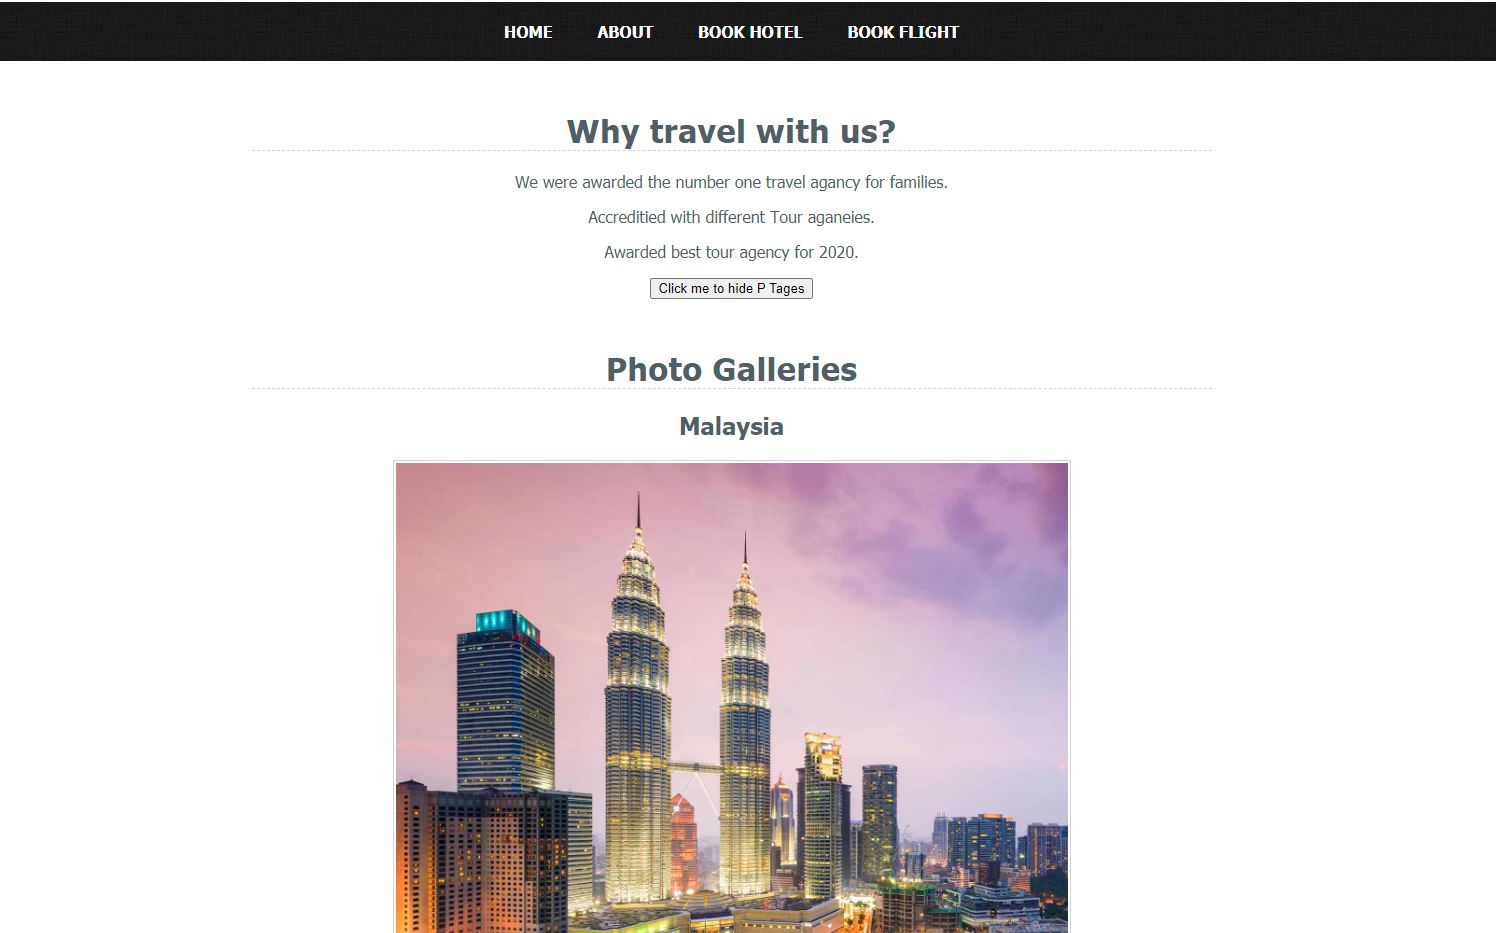 HOME ABOUT BOOK HOTEL BOOK FLIGHT
Why travel with us?
We were awarded the number one travel agancy for families.
Accreditied with different Tour aganeies.
Awarded best tour agency for 2020.
Click me to hide P Tages
Photo Galleries
Malaysia